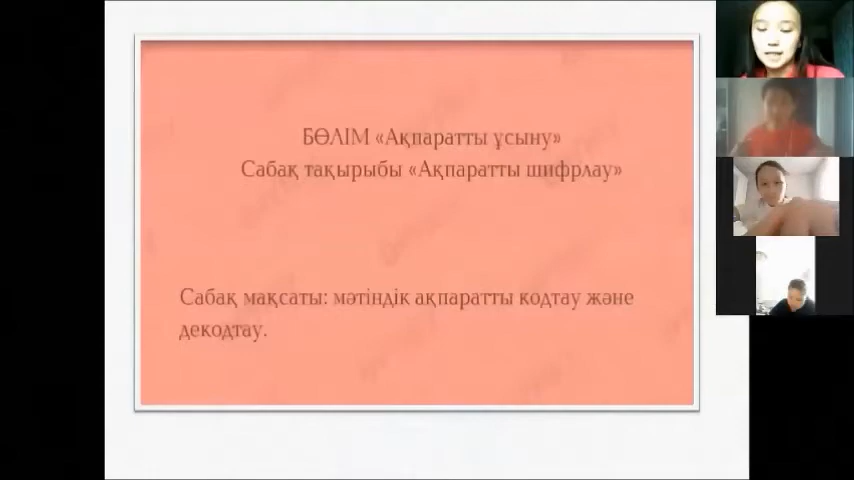 БӨЛІМ «Ақпаратты ұсыну»
Сабақ тақырыбы «Ақпаратты шифрлау»
Сабақ мақсаты: мәтіндік ақпаратты кодтау және
декодтау.